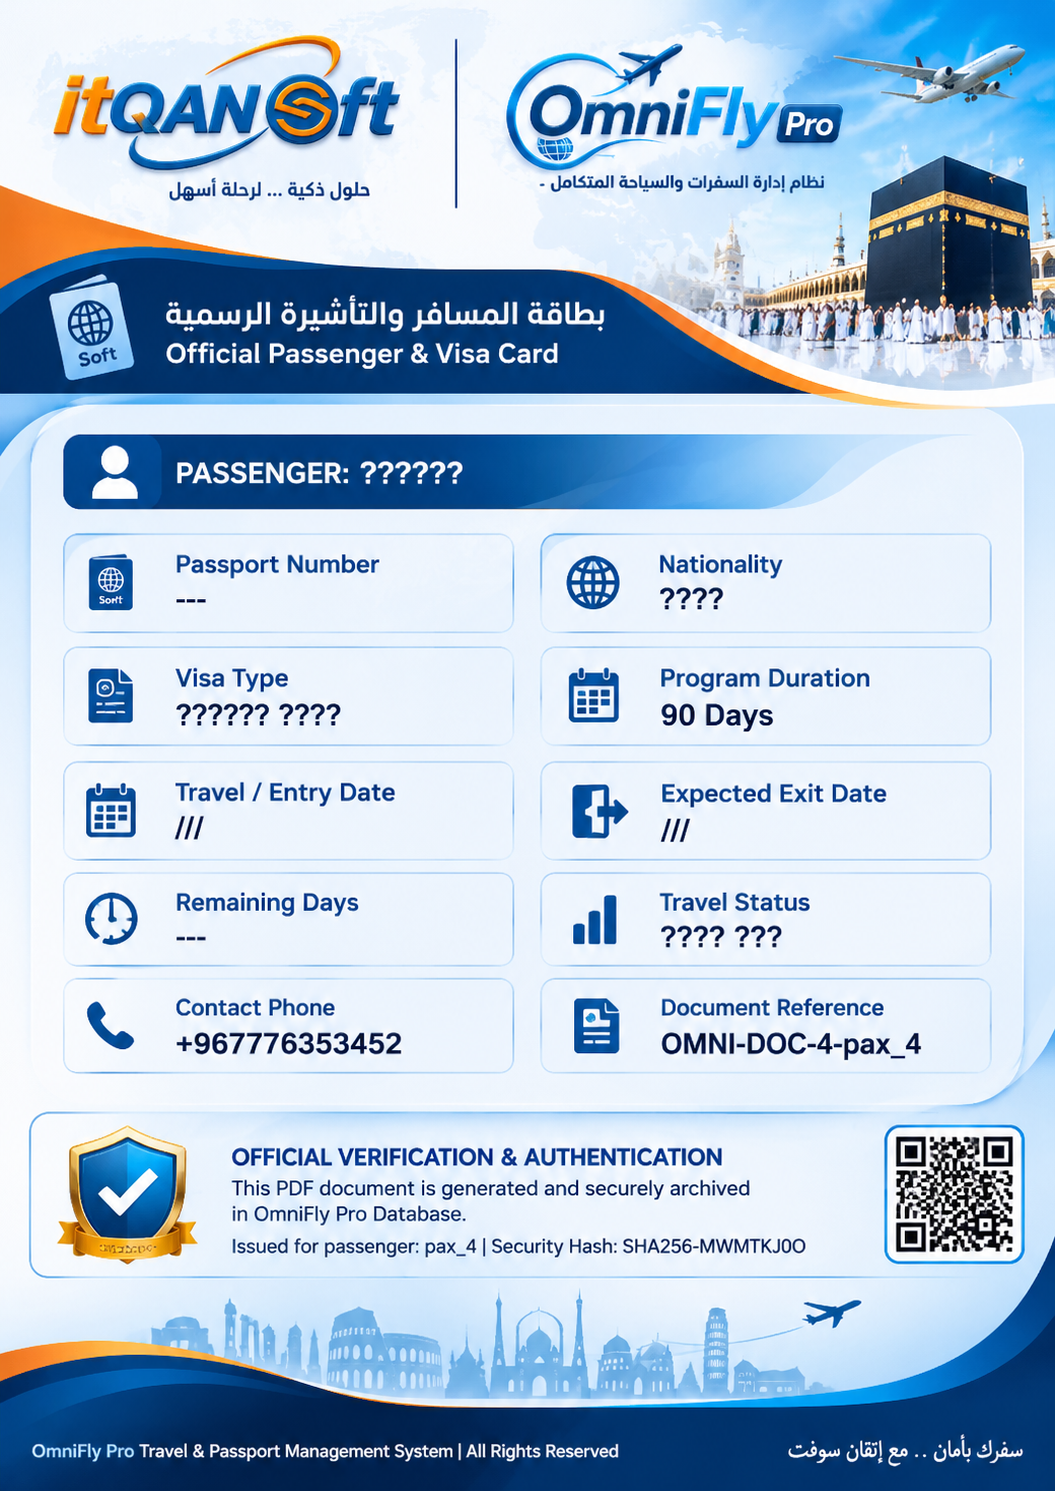 itQAN Soft
حلول ذكية ... لرحلة أسهل
OmniFly Pro
نظام إدارة السفرات والسياحة المتكامل -
Soft
بطاقة المسافر والتأشيرة الرسمية
Official Passenger & Visa Card
PASSENGER: ??????
Passport Number
---
Nationality
????
Visa Type
?????? ????
Program Duration
90 Days
Travel / Entry Date
///
Expected Exit Date
///
Remaining Days
---
Travel Status
???? ???
Contact Phone
+967776353452
Document Reference
OMNI-DOC-4-pax_4
OFFICIAL VERIFICATION & AUTHENTICATION
This PDF document is generated and securely archived
in OmniFly Pro Database.
Issued for passenger: pax_4 | Security Hash: SHA256-MWMTKJ0O
OmniFly Pro Travel & Passport Management System | All Rights Reserved
سفرك بأمان .. مع إتقان سوفت